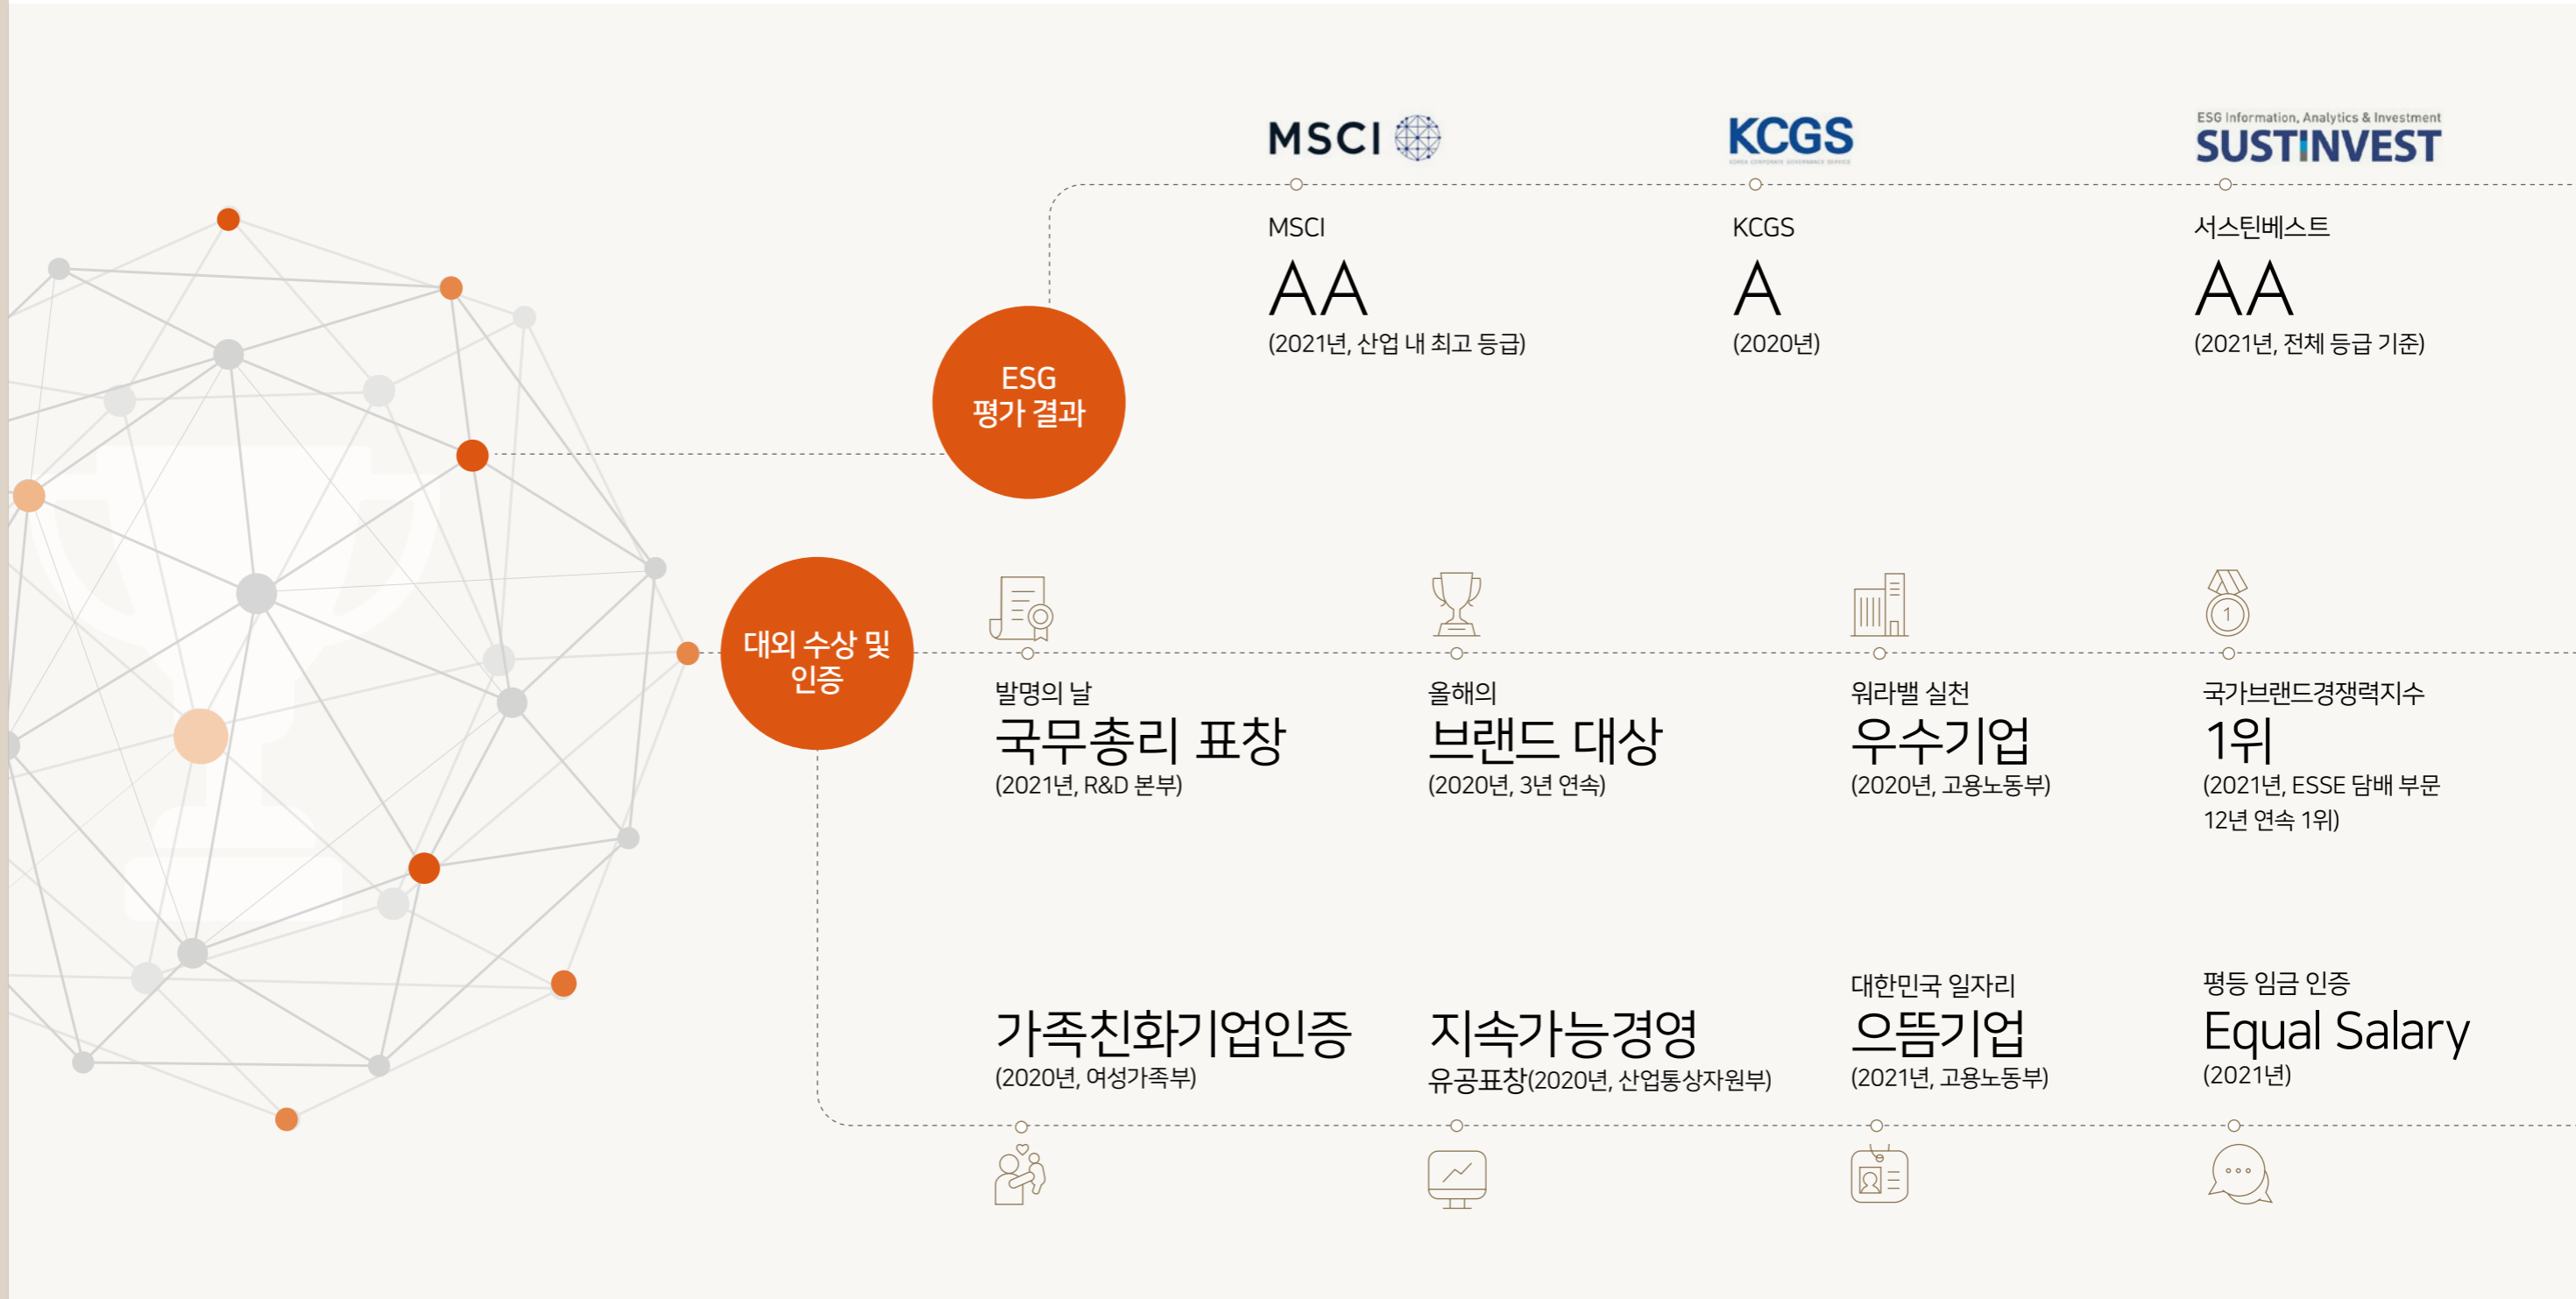 MSCI
KCGS
KOREA CORPORATE GOVERNANCE SERVICE
ESG Information, Analytics & Investment
SUSTINVEST
MSCI
AA
(2021년, 산업 내 최고 등급)
KCGS
A
(2020년)
서스틴베스트
AA
(2021년, 전체 등급 기준)
ESG
평가 결과
대외 수상 및
인증
발명의 날
국무총리 표창
(2021년, R&D 본부)
올해의
브랜드 대상
(2020년, 3년 연속)
워라밸 실천
우수기업
(2020년, 고용노동부)
1
국가브랜드경쟁력지수
1위
(2021년, ESSE 담배 부문
12년 연속 1위)
가족친화기업인증
(2020년, 여성가족부)
지속가능경영
유공표창(2020년, 산업통상자원부)
대한민국 일자리
으뜸기업
(2021년, 고용노동부)
평등 임금 인증
Equal Salary
(2021년)